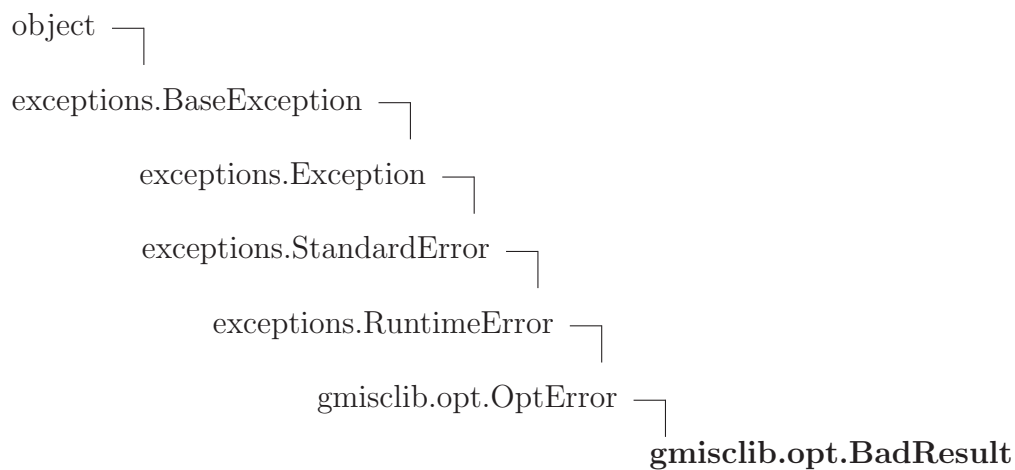 object
exceptions.BaseException
exceptions.Exception
exceptions.StandardError
exceptions.RuntimeError
gmisclib.opt.OptError
gmisclib.opt.BadResult